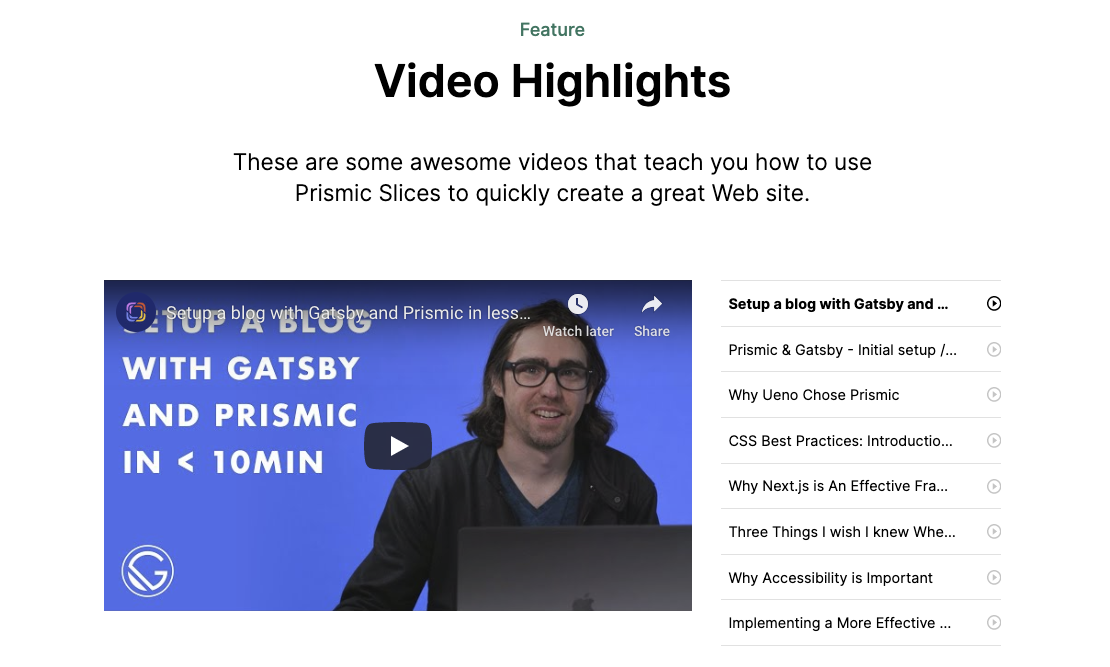 Feature
Video Highlights
These are some awesome videos that teach you how to use
Prismic Slices to quickly create a great Web site.
Setup a blog with Gatsby and Prismic in less...
Watch later
Share
SETUP A BLOG
WITH GATSBY
AND PRISMIC
IN < 10MIN
Setup a blog with Gatsby and ...
Prismic & Gatsby - Initial setup /...
Why Ueno Chose Prismic
CSS Best Practices: Introductio...
Why Next.js is An Effective Fra...
Three Things I wish I knew Whe...
Why Accessibility is Important
Implementing a More Effective ...